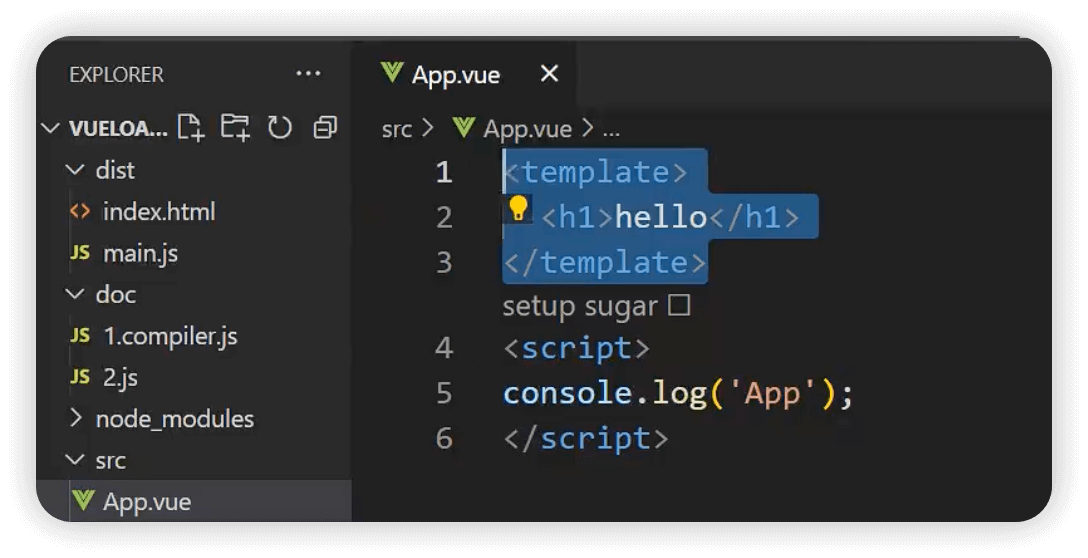 EXPLORER ...
VUELOA...
dist
<> index.html
JS main.js
doc
JS 1.compiler.js
JS 2.js
node_modules
src
App.vue
App.vue ×
src > App.vue > ...
1 <template>
2 <h1>hello</h1>
3 </template>
setup sugar ☐
4 <script>
5 console.log('App');
6 </script>